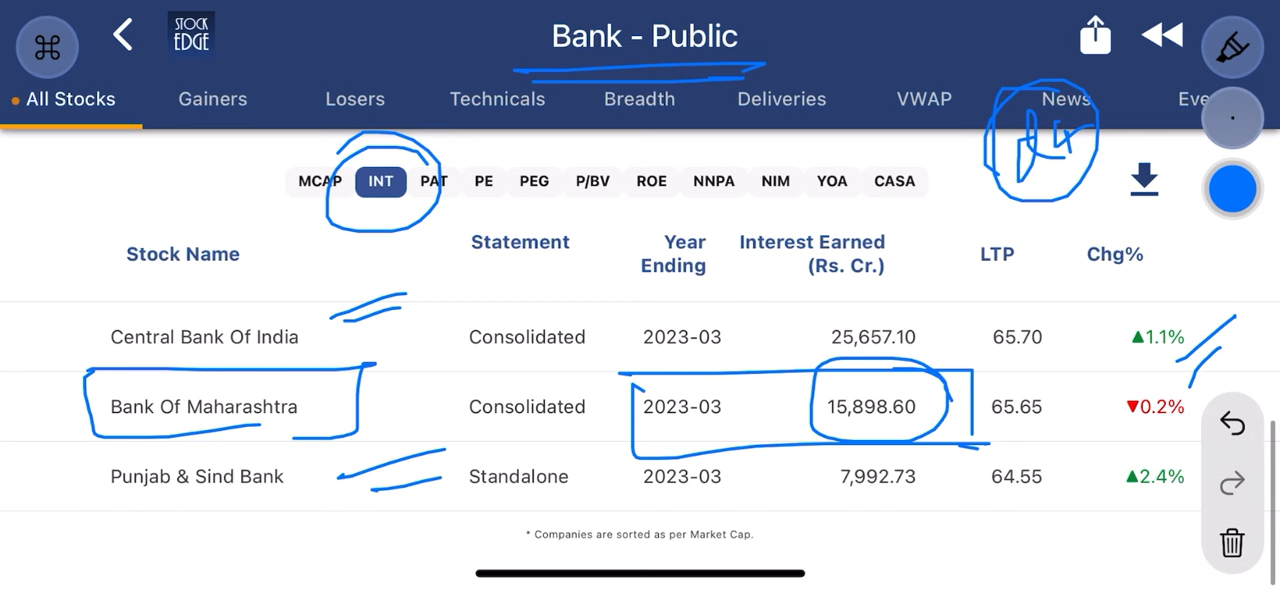 STOCK
EDGE
Bank - Public
All Stocks Gainers Losers Technicals Breadth Deliveries VWAP News Eve
MCAP INT PAT PE PEG P/BV ROE NNPA NIM YOA CASA
Stock Name Statement Year Ending Interest Earned (Rs. Cr.) LTP Chg%
Central Bank Of India Consolidated 2023-03 25,657.10 65.70 ▲1.1%
Bank Of Maharashtra Consolidated 2023-03 15,898.60 65.65 ▼0.2%
Punjab & Sind Bank Standalone 2023-03 7,992.73 64.55 ▲2.4%
* Companies are sorted as per Market Cap.